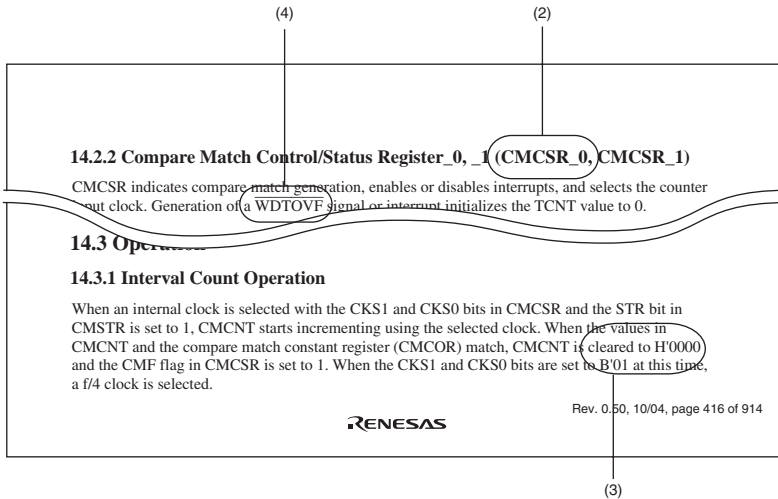 (4)
(2)
14.2.2 Compare Match Control/Status Register_0, _1 (CMCSR_0, CMCSR_1)
CMCSR indicates compare match generation, enables or disables interrupts, and selects the counter
input clock. Generation of a WDTOVF signal or interrupt initializes the TCNT value to 0.
14.3 Operation
14.3.1 Interval Count Operation
When an internal clock is selected with the CKS1 and CKS0 bits in CMCSR and the STR bit in
CMSTR is set to 1, CMCNT starts incrementing using the selected clock. When the values in
CMCNT and the compare match constant register (CMCOR) match, CMCNT is cleared to H'0000
and the CMF flag in CMCSR is set to 1. When the CKS1 and CKS0 bits are set to B'01 at this time,
a f/4 clock is selected.
Rev. 0.50, 10/04, page 416 of 914
RENESAS
(3)